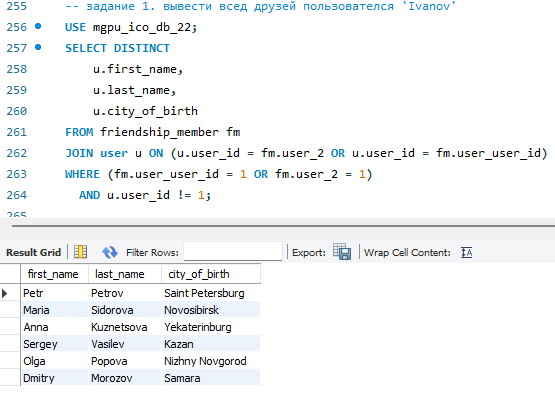 255 -- задание 1. вывести всед друзей пользователся 'Ivanov'
256 USE mgpu_ico_db_22;
257 SELECT DISTINCT
258 u.first_name,
259 u.last_name,
260 u.city_of_birth
261 FROM friendship_member fm
262 JOIN user u ON (u.user_id = fm.user_2 OR u.user_id = fm.user_user_id)
263 WHERE (fm.user_user_id = 1 OR fm.user_2 = 1)
264 AND u.user_id != 1;
265
Result Grid Filter Rows: Export: Wrap Cell Content:
first_name last_name city_of_birth
Petr Petrov Saint Petersburg
Maria Sidorova Novosibirsk
Anna Kuznetsova Yekaterinburg
Sergey Vasilev Kazan
Olga Popova Nizhny Novgorod
Dmitry Morozov Samara